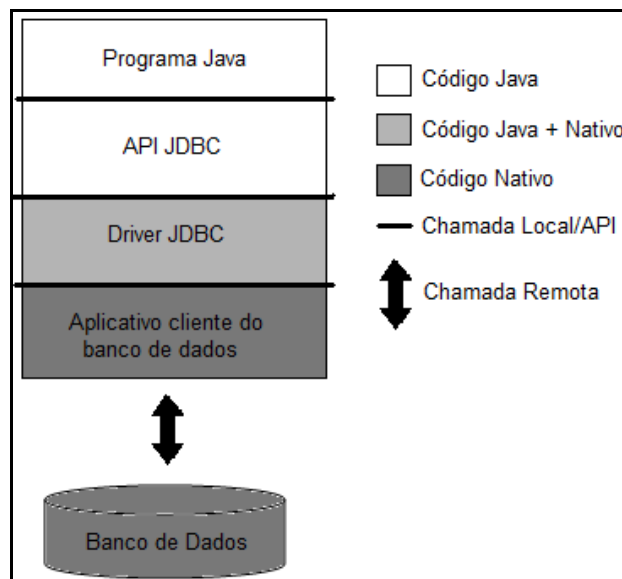 Programa Java
API JDBC
Driver JDBC
Aplicativo cliente do
banco de dados
Banco de Dados
Código Java
Código Java + Nativo
Código Nativo
Chamada Local/API
Chamada Remota